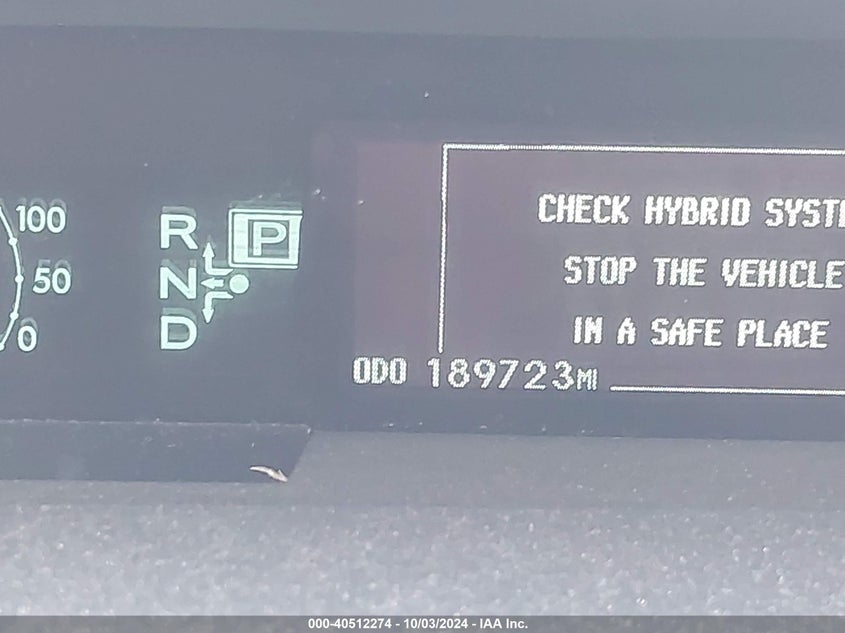 100
50
0
R
P
N
D
CHECK HYBRID
STOP THE VEHICLE
IN A SAFE PLACE
ODO 189723MI
000-40512274 - 10/03/2024 - IAA Inc.